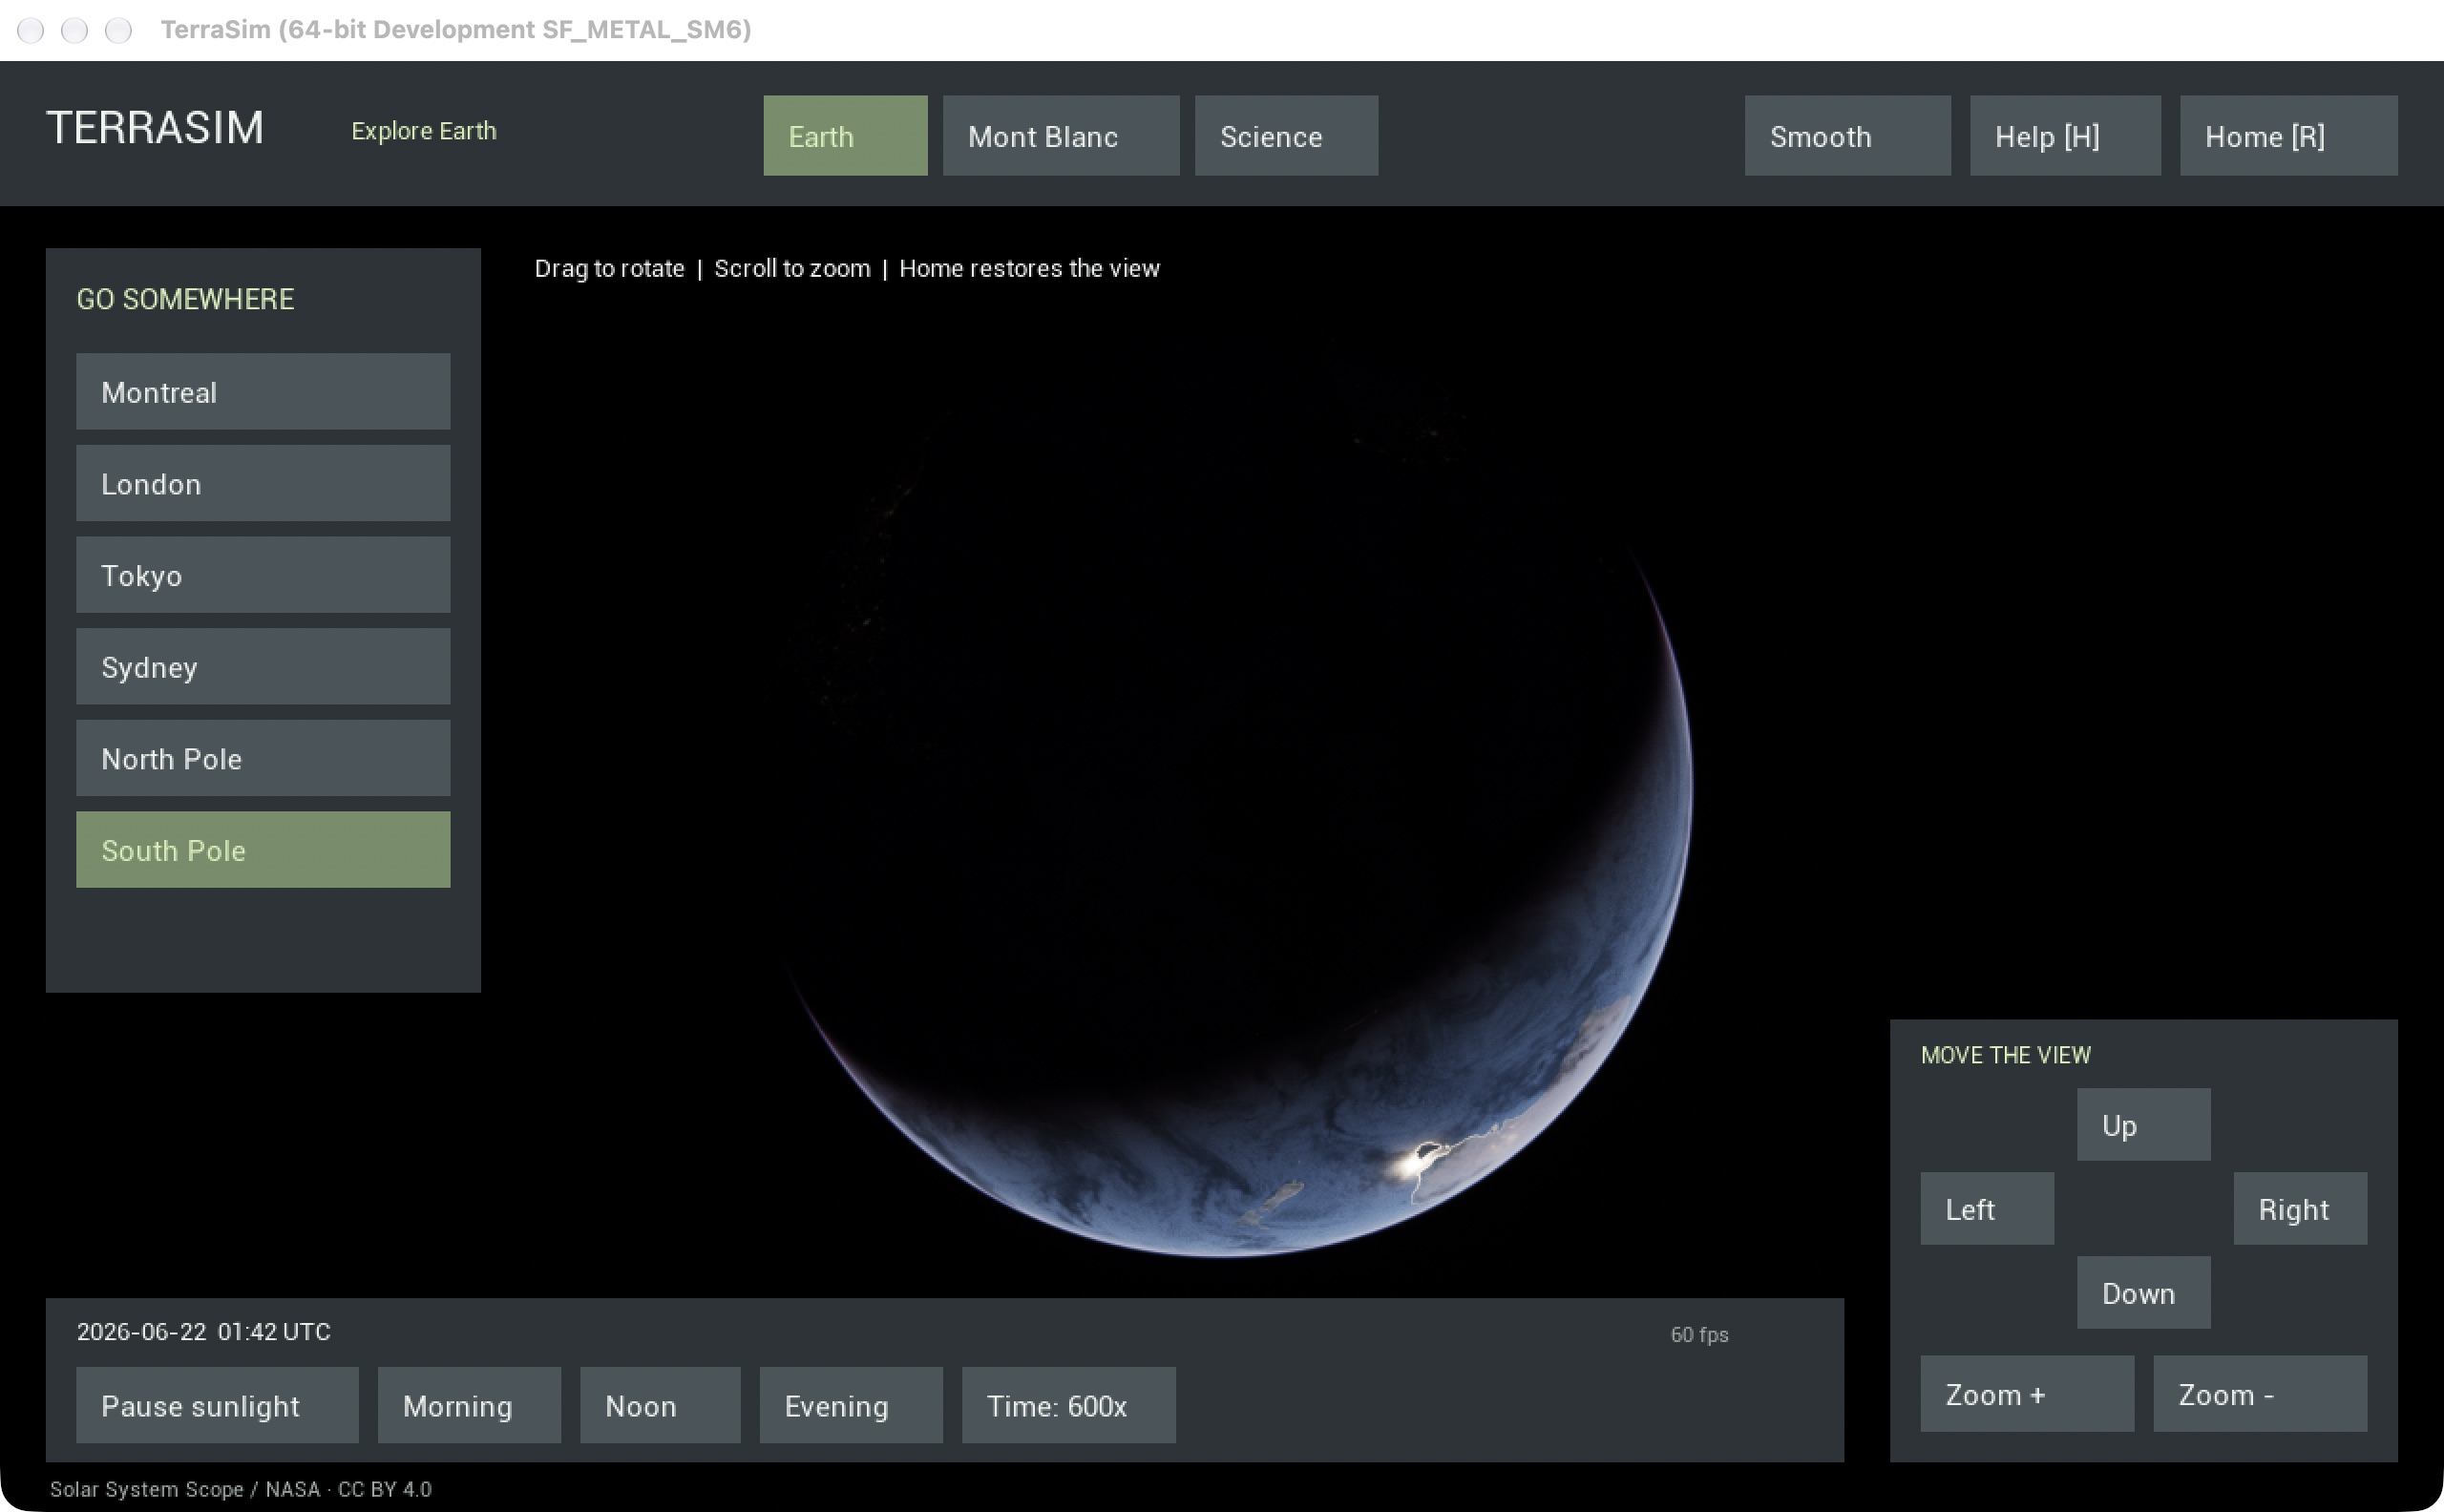 TerraSim (64-bit Development SF_METAL_SM6)
TERRASIM
Explore Earth
Earth
Mont Blanc
Science
Smooth
Help [H]
Home [R]
Drag to rotate | Scroll to zoom | Home restores the view
GO SOMEWHERE
Montreal
London
Tokyo
Sydney
North Pole
South Pole
MOVE THE VIEW
Up
Left
Right
Down
Zoom +
Zoom -
2026-06-22 01:42 UTC
60 fps
Pause sunlight
Morning
Noon
Evening
Time: 600x
Solar System Scope / NASA · CC BY 4.0